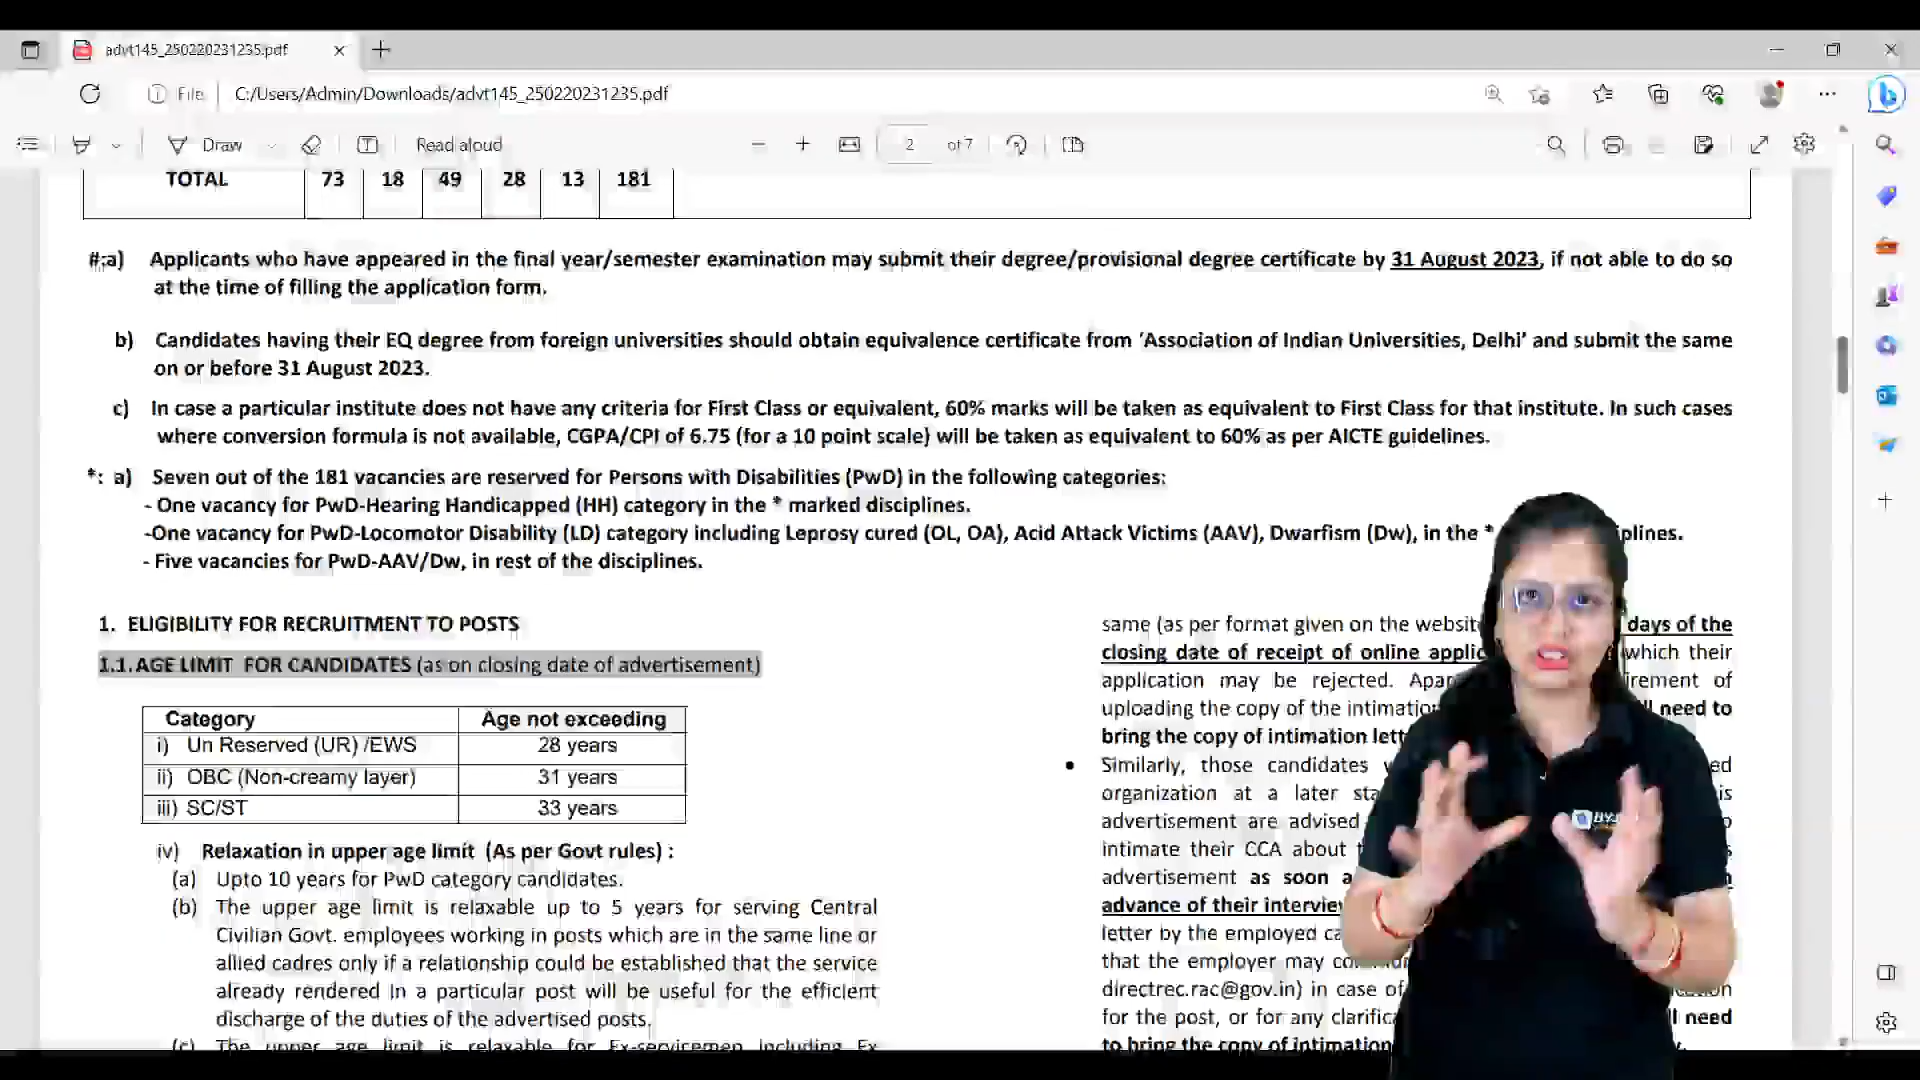 advt145_250220231235.pdf
File
C:/Users/Admin/Downloads/advt145_250220231235.pdf
Draw
Read aloud
2 of 7
TOTAL 73 18 49 28 13 181
#:a) Applicants who have appeared in the final year/semester examination may submit their degree/provisional degree certificate by 31 August 2023, if not able to do so
at the time of filling the application form.
b) Candidates having their EQ degree from foreign universities should obtain equivalence certificate from ‘Association of Indian Universities, Delhi’ and submit the same
on or before 31 August 2023.
c) In case a particular institute does not have any criteria for First Class or equivalent, 60% marks will be taken as equivalent to First Class for that institute. In such cases
where conversion formula is not available, CGPA/CPI of 6.75 (for a 10 point scale) will be taken as equivalent to 60% as per AICTE guidelines.
*: a) Seven out of the 181 vacancies are reserved for Persons with Disabilities (PwD) in the following categories:
- One vacancy for PwD-Hearing Handicapped (HH) category in the * marked disciplines.
-One vacancy for PwD-Locomotor Disability (LD) category including Leprosy cured (OL, OA), Acid Attack Victims (AAV), Dwarfism (Dw), in the *
- Five vacancies for PwD-AAV/Dw, in rest of the disciplines.
1. ELIGIBILITY FOR RECRUITMENT TO POSTS
1.1.AGE LIMIT FOR CANDIDATES (as on closing date of advertisement)
Category Age not exceeding
i) Un Reserved (UR) /EWS 28 years
ii) OBC (Non-creamy layer) 31 years
iii) SC/ST 33 years
iv) Relaxation in upper age limit (As per Govt rules) :
(a) Upto 10 years for PwD category candidates.
(b) The upper age limit is relaxable up to 5 years for serving Central
Civilian Govt. employees working in posts which are in the same line or
allied cadres only if a relationship could be established that the service
already rendered in a particular post will be useful for the efficient
discharge of the duties of the advertised posts.
(c) The upper age limit is relaxable for Ex-servicemen including Ex
same (as per format given on the website days of the
closing date of receipt of online which their
application may be rejected. of
uploading the copy of the need to
bring the copy of intimation
• Similarly, those candidates
organization at a later
advertisement are advised
intimate their CCA about
advertisement as soon
advance of their
letter by the employed
that the employer may
directrec.rac@gov.in) in case of
for the post, or for any need
to bring the copy of intimation